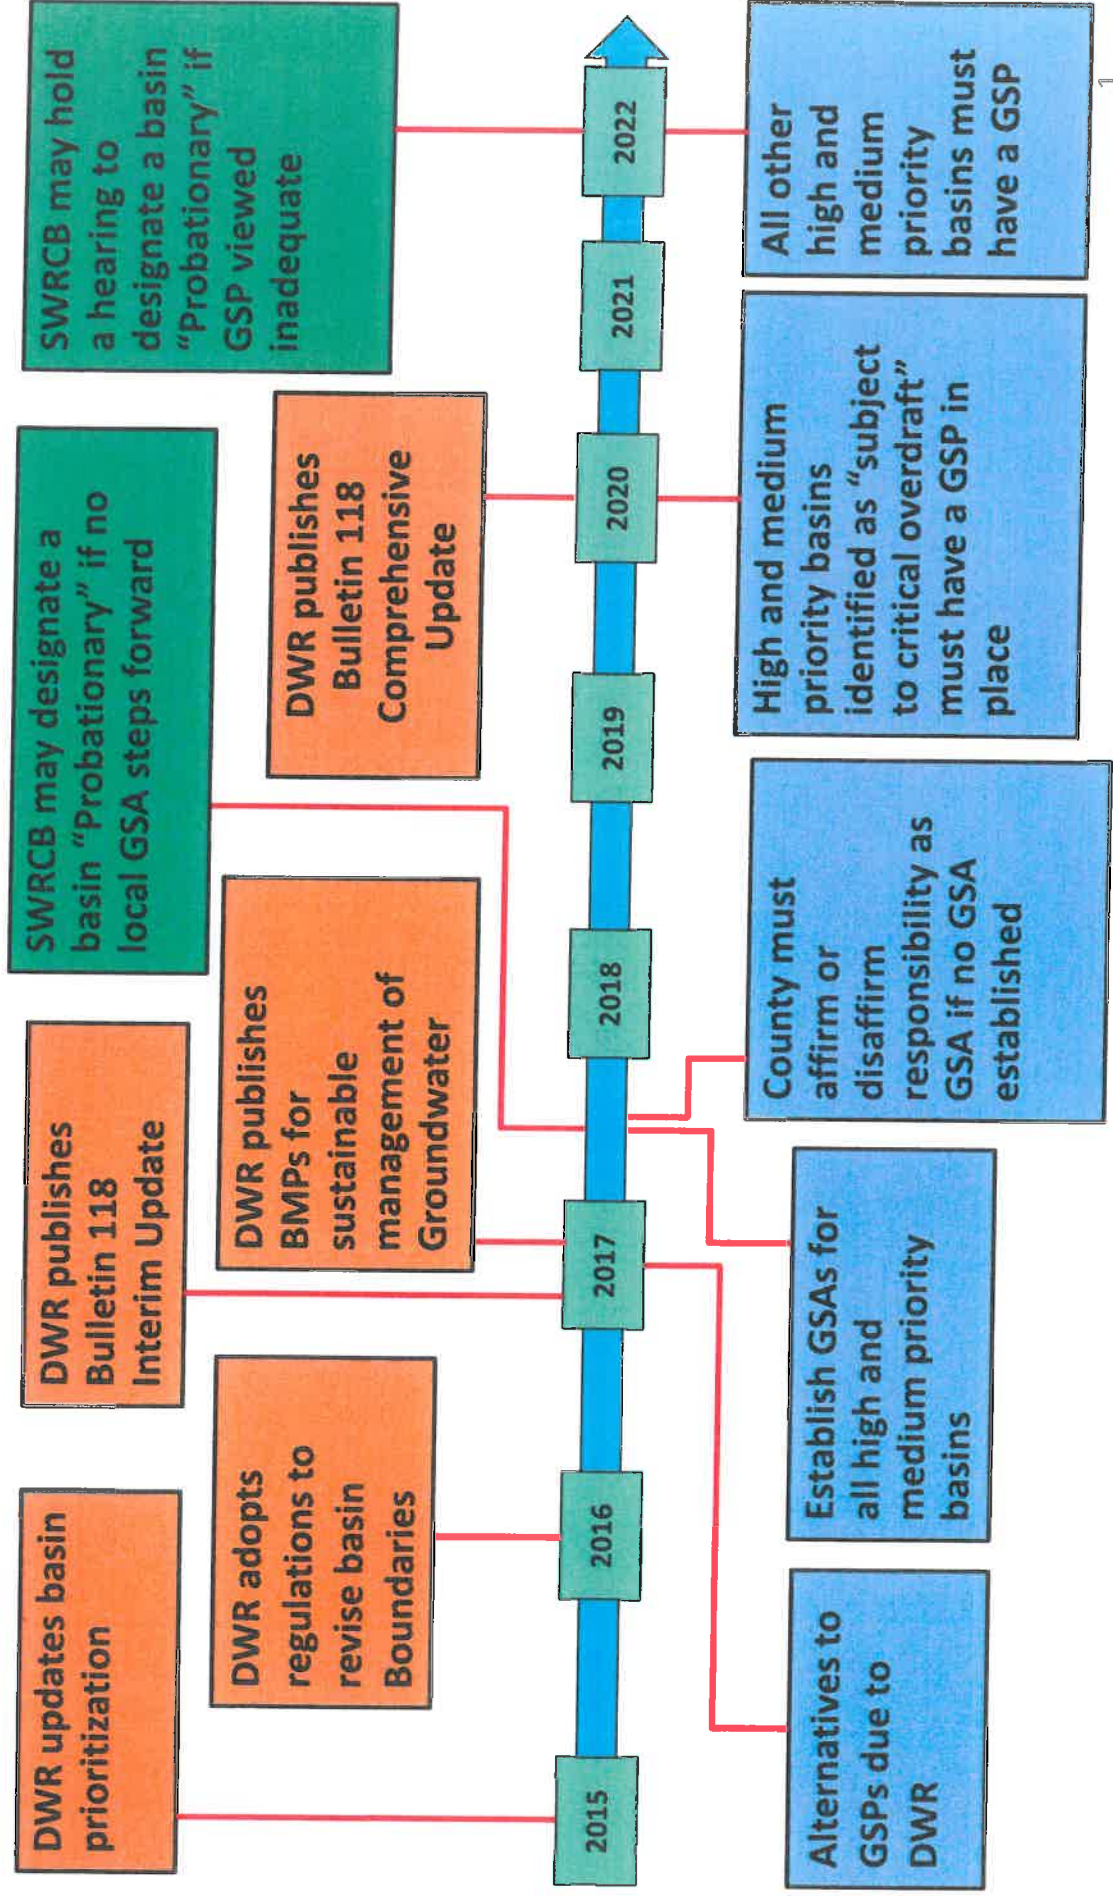 DWR updates basin
prioritization
DWR adopts
regulations to
revise basin
Boundaries
DWR publishes
Bulletin 118
Interim Update
DWR publishes
BMPs for
sustainable
management of
Groundwater
SWRCB may designate a
basin “Probationary” if no
local GSA steps forward
DWR publishes
Bulletin 118
Comprehensive
Update
SWRCB may hold
a hearing to
designate a basin
“Probationary” if
GSP viewed
inadequate
2015
2016
2017
2018
2019
2020
2021
2022
Alternatives to
GSPs due to
DWR
Establish GSAs for
all high and
medium priority
basins
County must
affirm or
disaffirm
responsibility as
GSA if no GSA
established
High and medium
priority basins
identified as “subject
to critical overdraft”
must have a GSP in
place
All other
high and
medium
priority
basins must
have a GSP
1